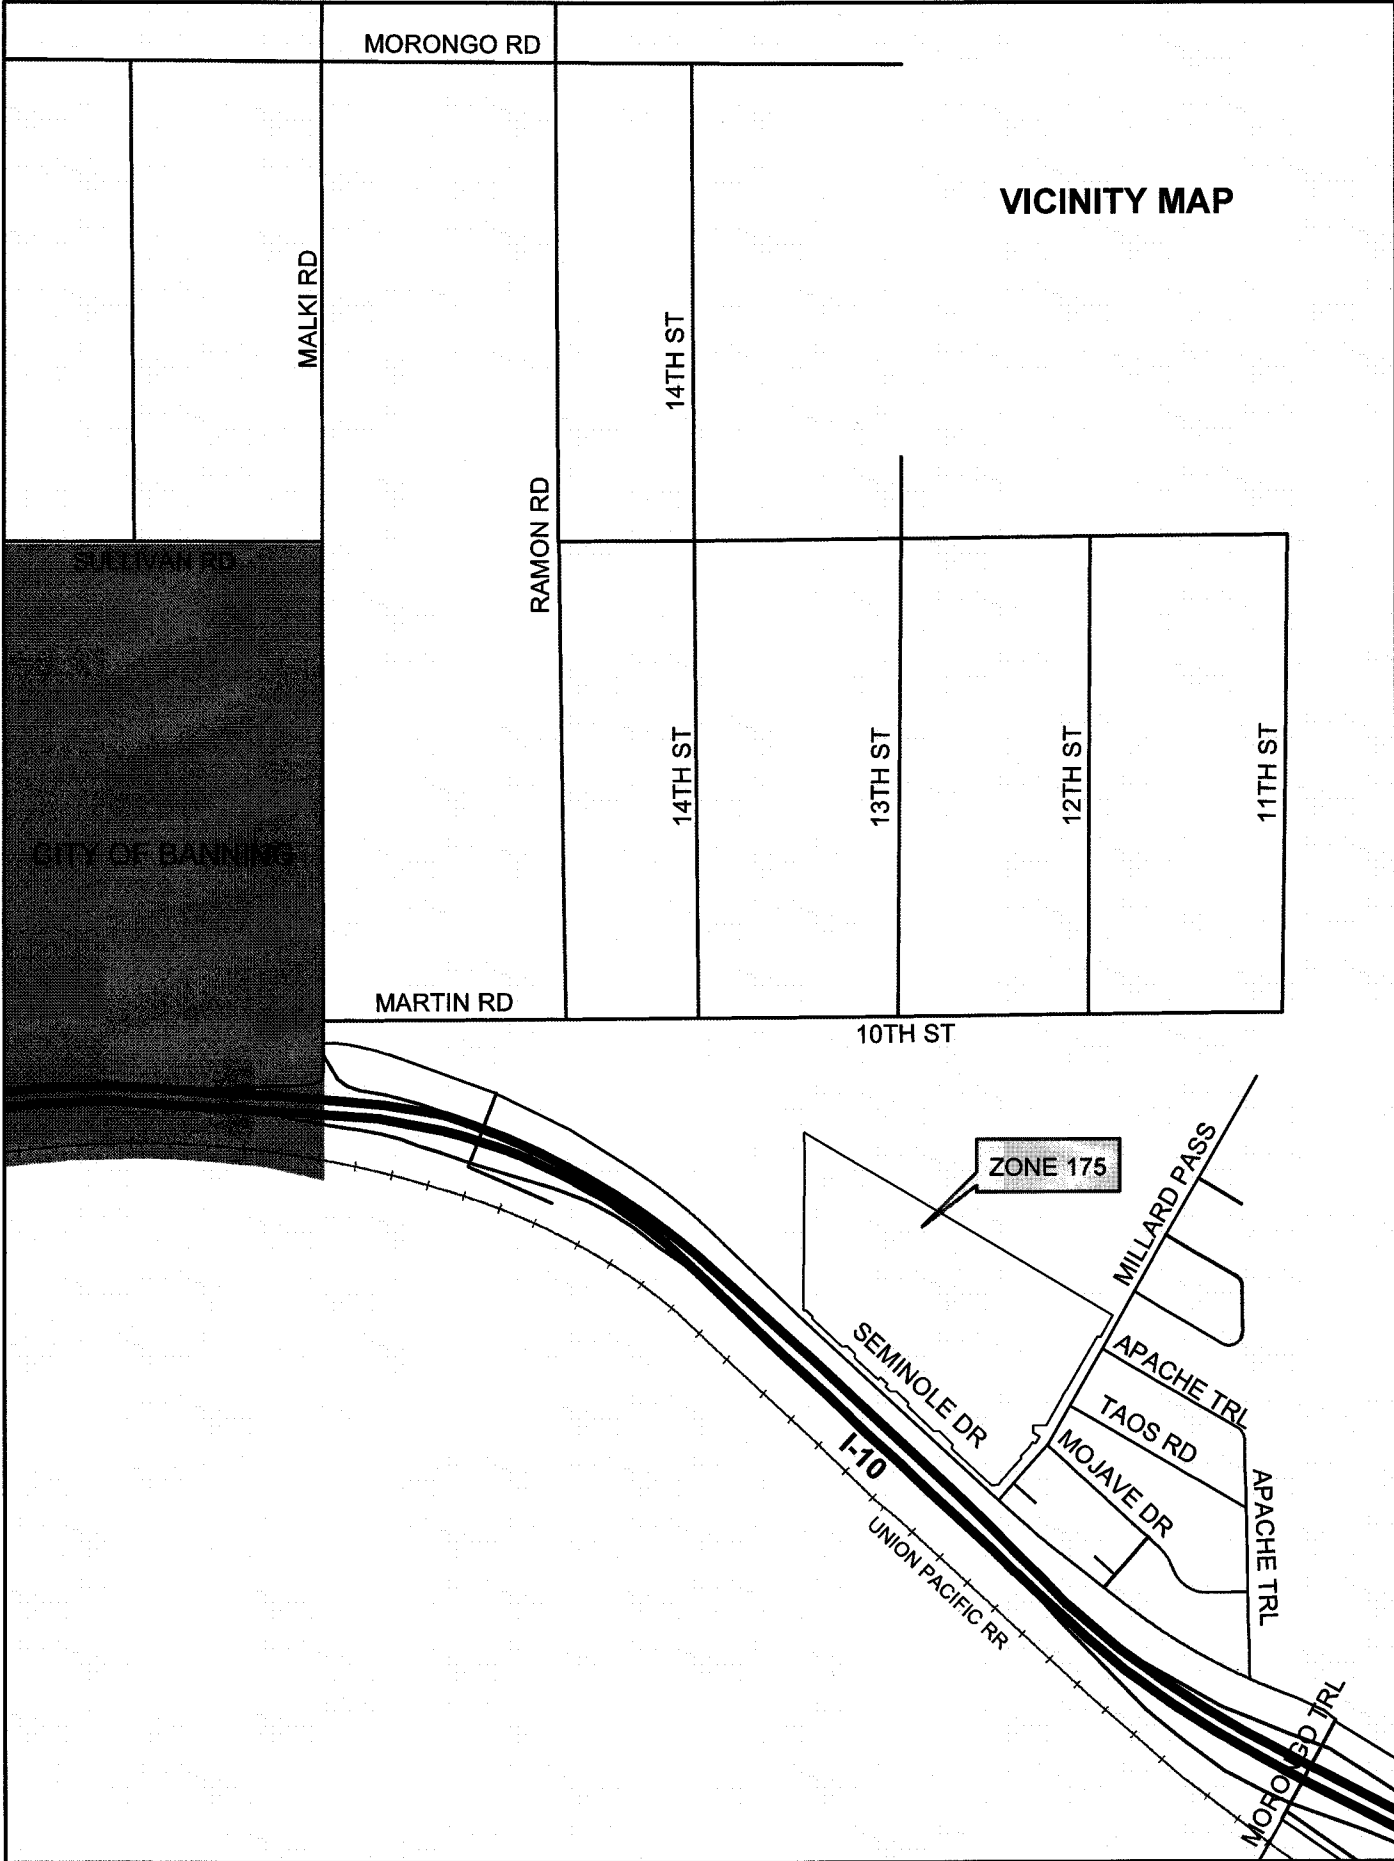 MORONGO RD
VICINITY MAP
MALKI RD
14TH ST
RAMON RD
SULLIVAN RD
14TH ST
13TH ST
12TH ST
11TH ST
CITY OF BANNING
MARTIN RD
10TH ST
ZONE 175
MILLARD PASS
SEMINOLE DR
APACHE TRL
TAOS RD
MOJAVE DR
I-10
APACHE TRL
UNION PACIFIC RR
MORONGO TRL